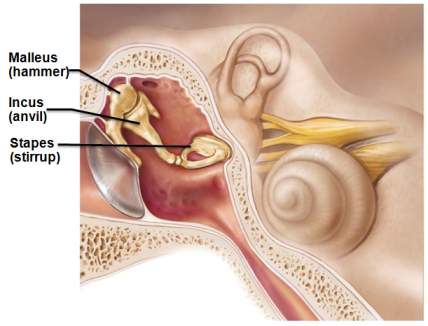 Malleus
(hammer)
Incus
(anvil)
Stapes
(stirrup)